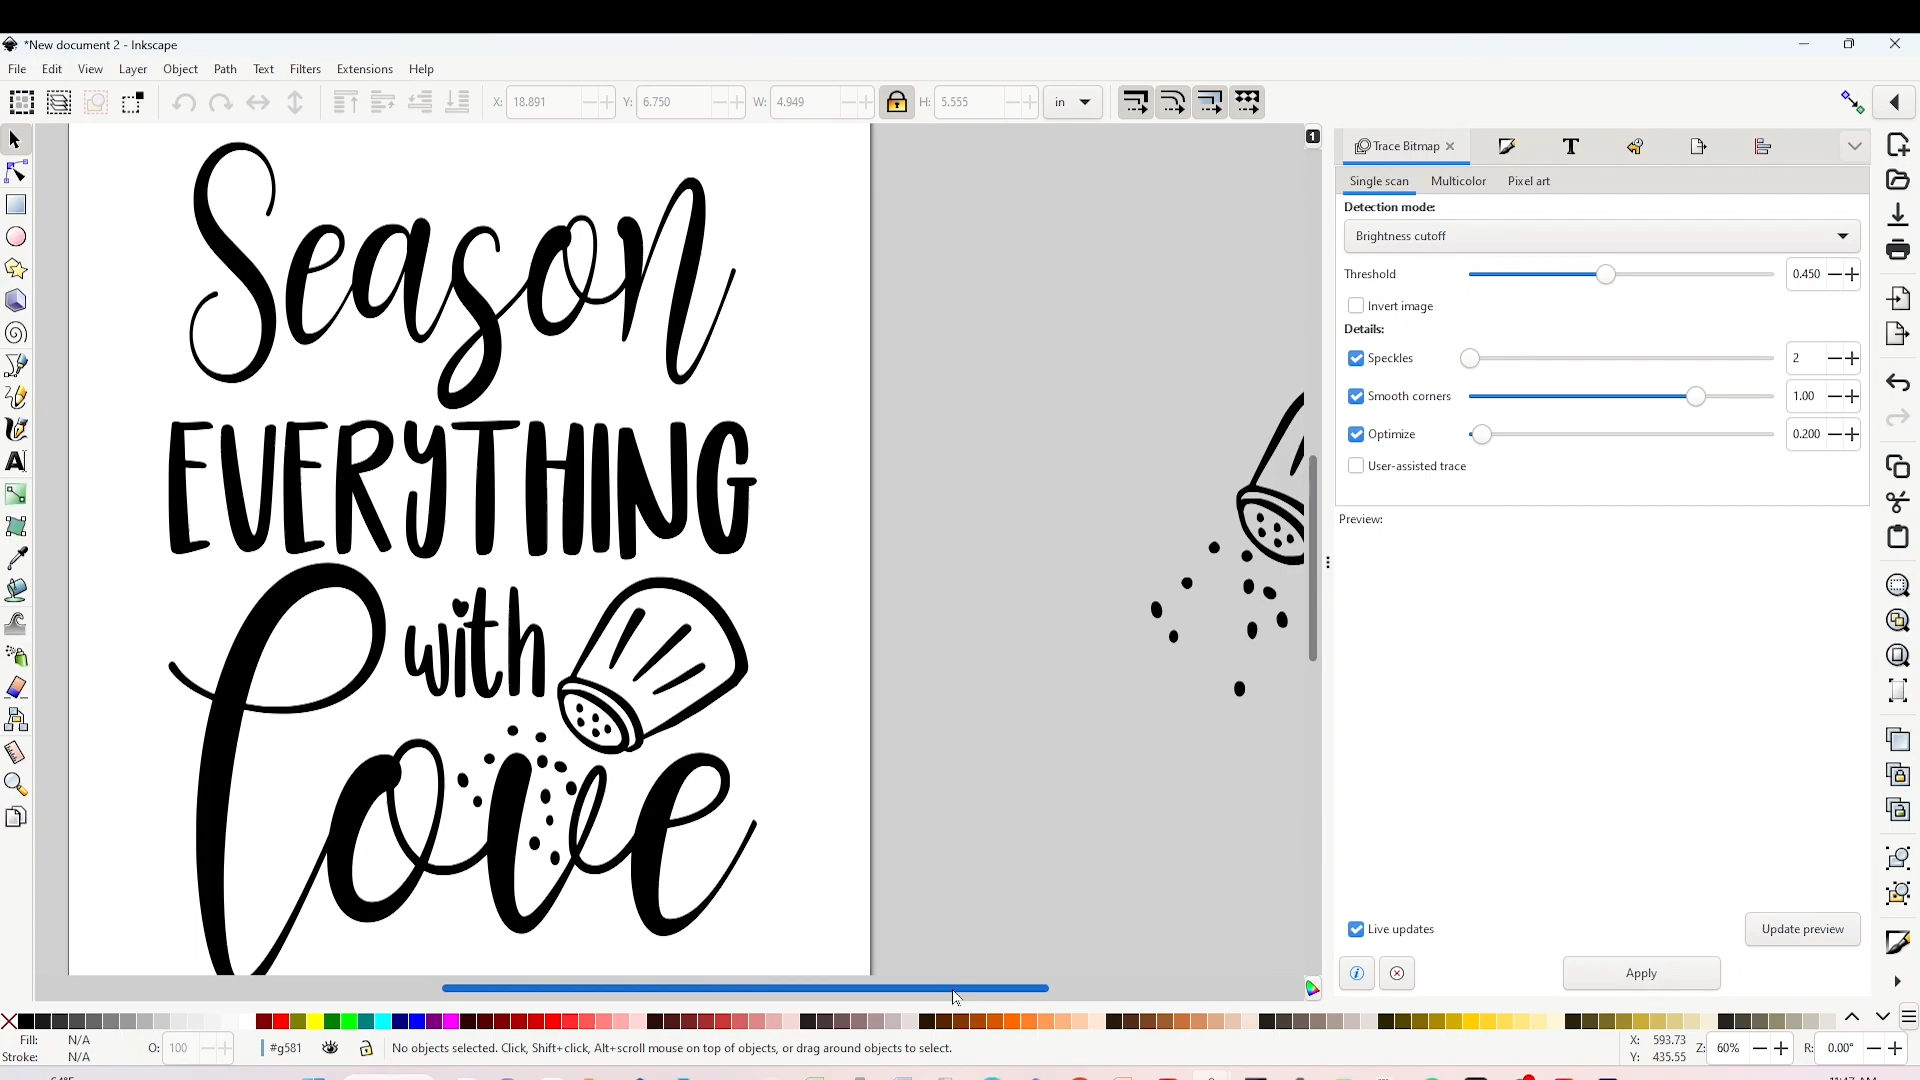 *New document 2 - Inkscape
File Edit View Layer Object Path Text Filters Extensions Help
X: 18.891 Y: 6.750 W: 4.949 H: 5.555 in
1
Trace Bitmap
Single scan Multicolor Pixel art
Detection mode:
Brightness cutoff
Threshold 0.450
Invert image
Details:
Speckles 2
Smooth corners 1.00
Optimize 0.200
User-assisted trace
Preview:
Live updates Update preview
Apply
Season
EVERYTHING
with
Love
Fill: N/A
Stroke: N/A
O: 100 #g581 No objects selected. Click, Shift+click, Alt+scroll mouse on top of objects, or drag around objects to select.
X: 593.73
Y: 435.55
Z: 60% R: 0.00°